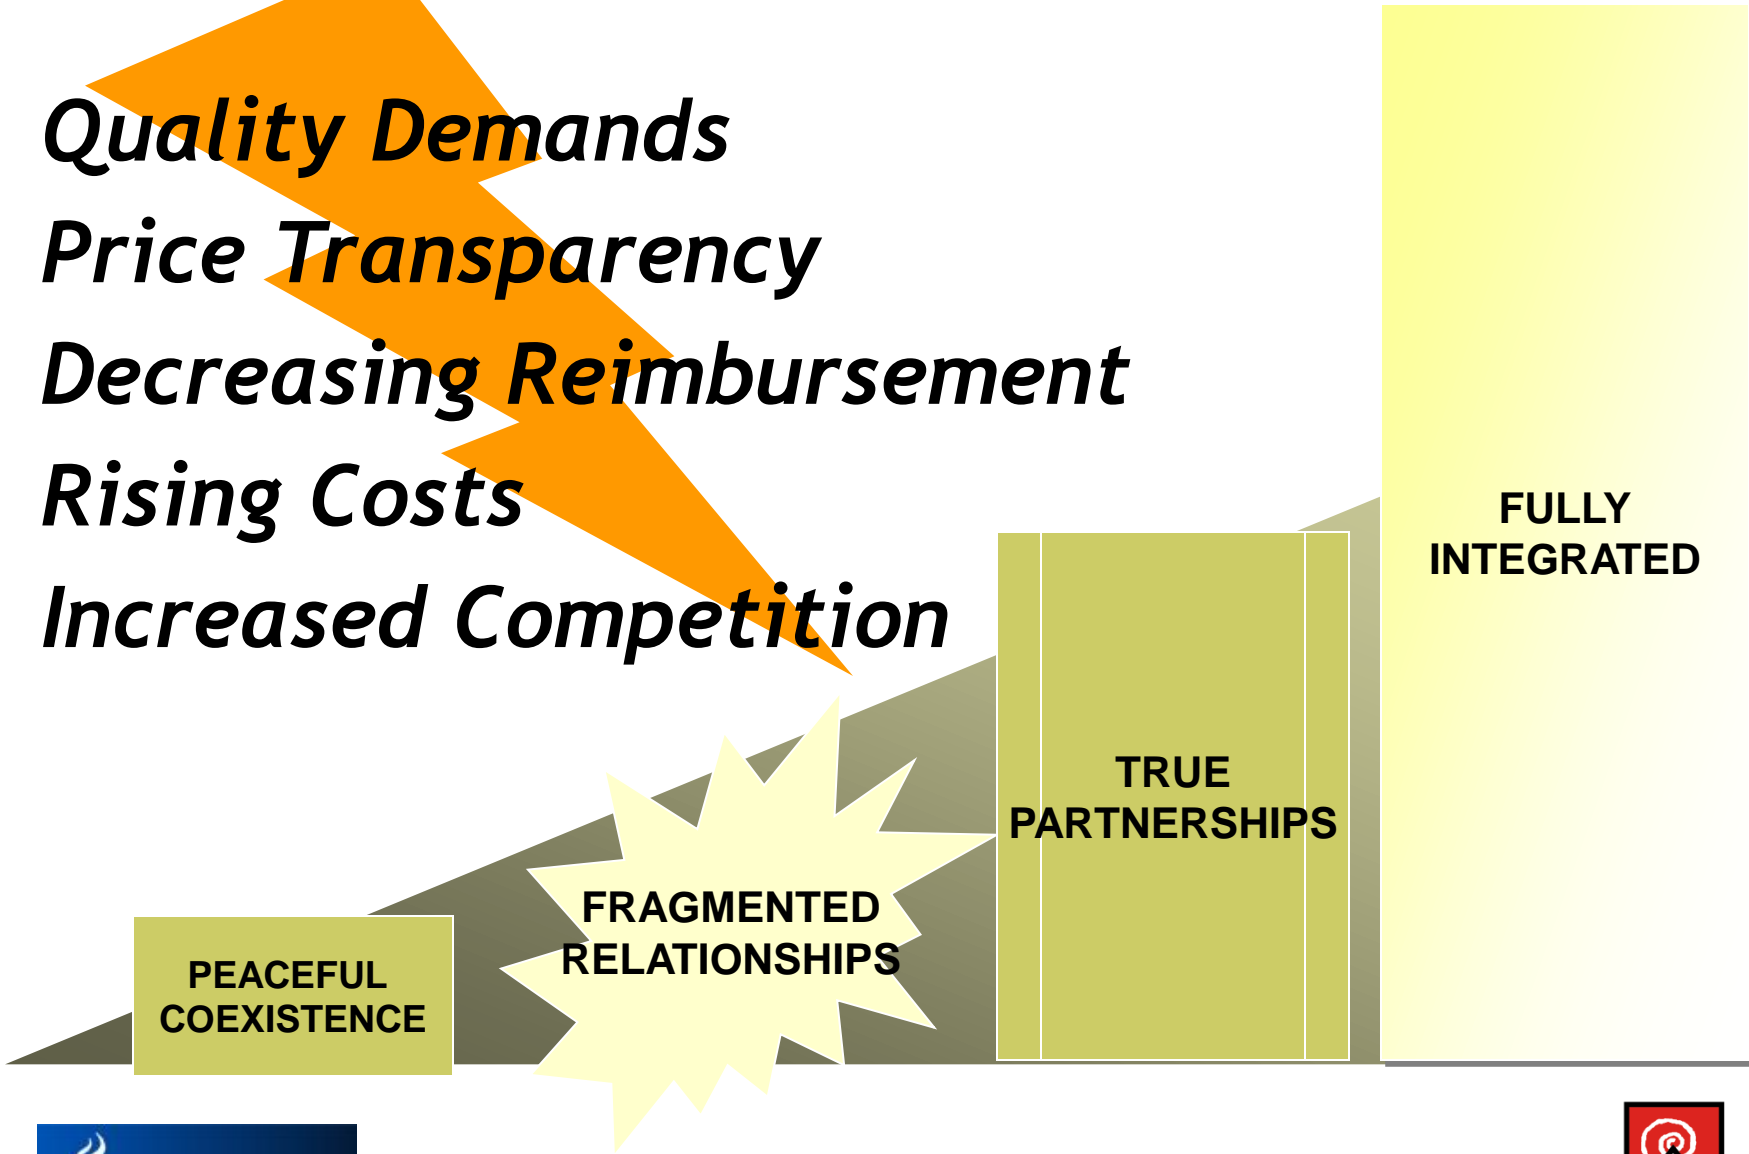 Quality Demands
Price Transparency
Decreasing Reimbursement
Rising Costs
Increased Competition
FULLY
INTEGRATED
TRUE
PARTNERSHIPS
FRAGMENTED
RELATIONSHIPS
PEACEFUL
COEXISTENCE